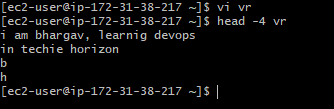 [ec2-user@ip-172-31-38-217 ~]$ vi vr
[ec2-user@ip-172-31-38-217 ~]$ head -4 vr
i am bhargav, learnig devops
in techie horizon
b
h
[ec2-user@ip-172-31-38-217 ~]$